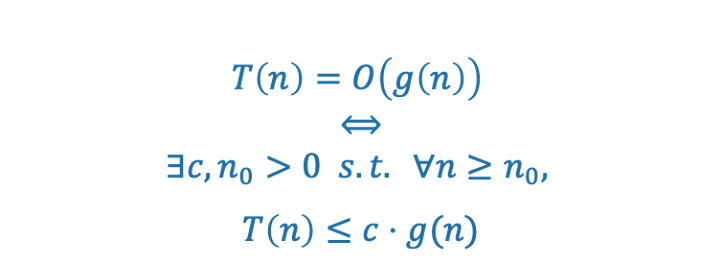 T(n) = O(g(n))
⇔
∃c, n₀ > 0 s.t. ∀n ≥ n₀,
T(n) ≤ c · g(n)